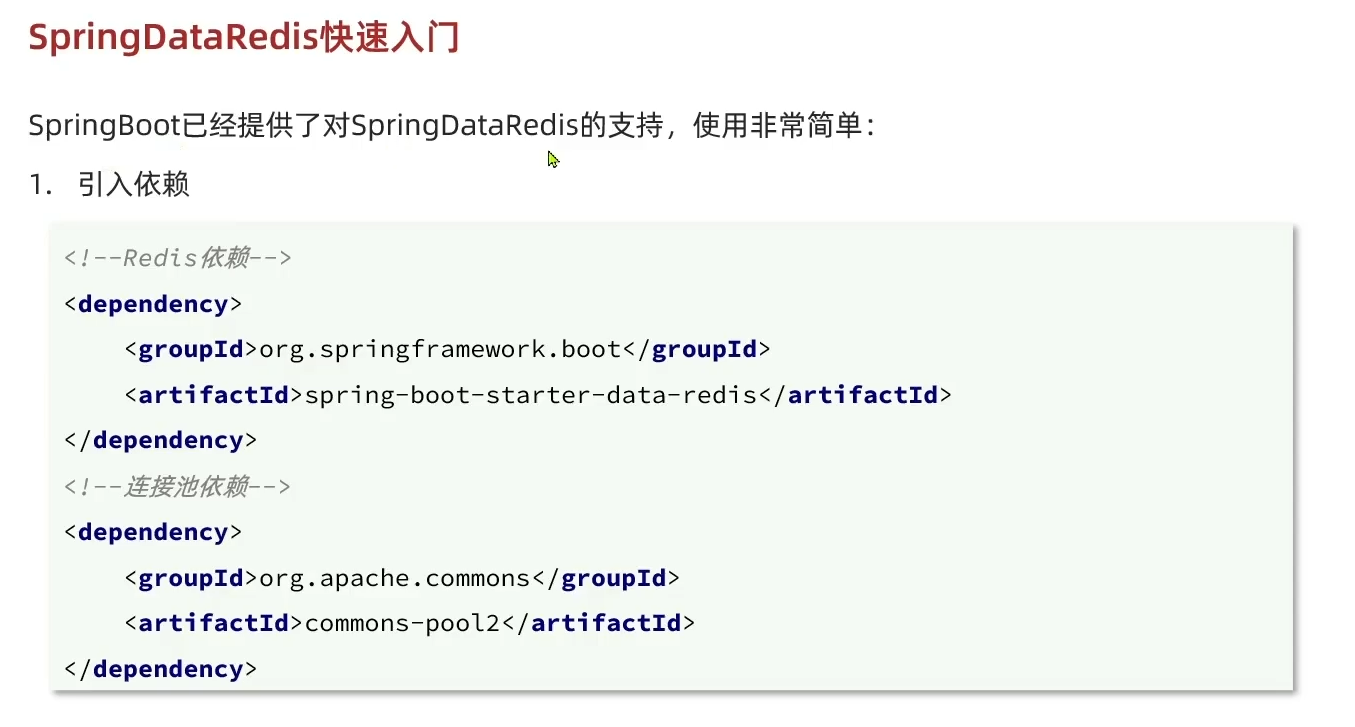 SpringDataRedis快速入门
SpringBoot已经提供了对SpringDataRedis的支持，使用非常简单：
1. 引入依赖
<!--Redis依赖-->
<dependency>
    <groupId>org.springframework.boot</groupId>
    <artifactId>spring-boot-starter-data-redis</artifactId>
</dependency>
<!--连接池依赖-->
<dependency>
    <groupId>org.apache.commons</groupId>
    <artifactId>commons-pool2</artifactId>
</dependency>